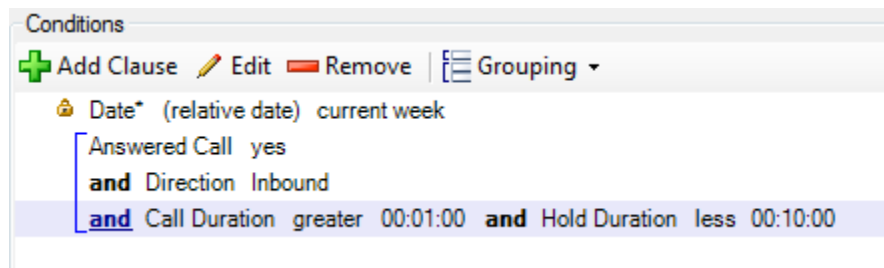 Conditions
Add Clause Edit Remove Grouping
Date* (relative date) current week
Answered Call yes
and Direction Inbound
and Call Duration greater 00:01:00 and Hold Duration less 00:10:00